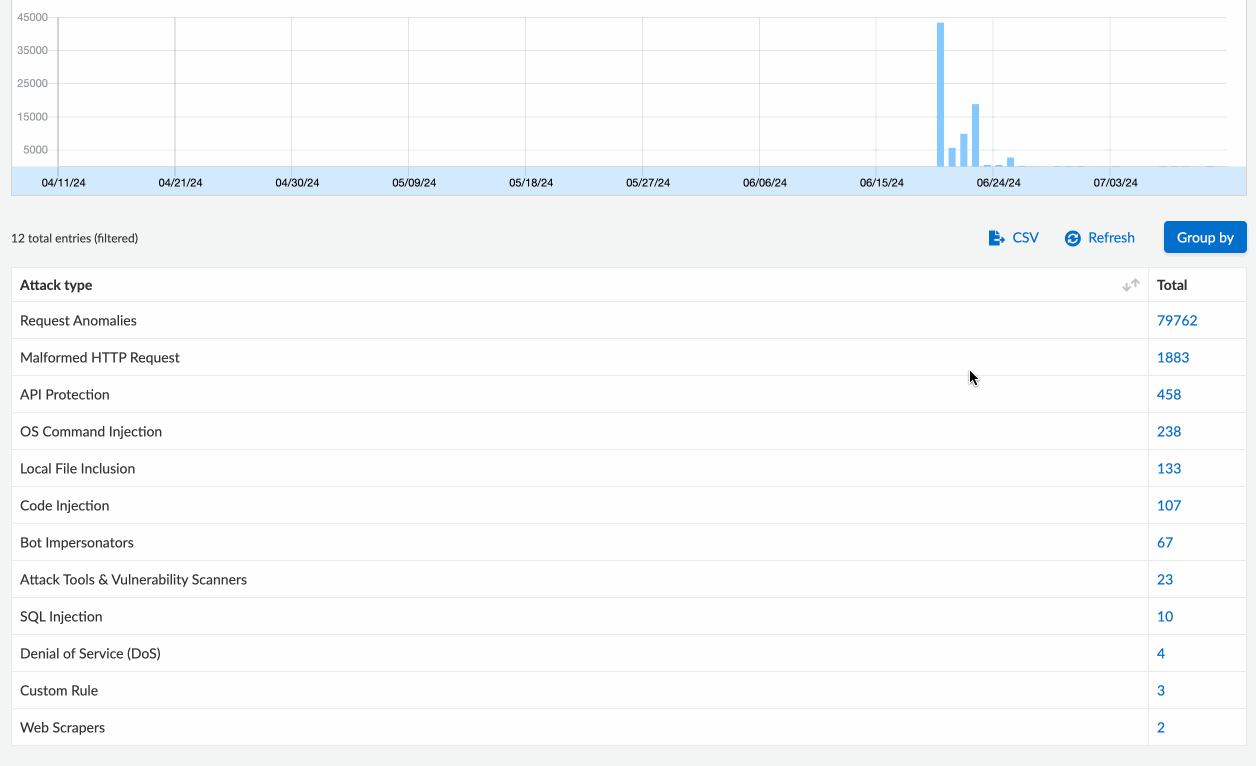 45000
35000
25000
15000
5000
04/11/24 04/21/24 04/30/24 05/09/24 05/18/24 05/27/24 06/06/24 06/15/24 06/24/24 07/03/24
12 total entries (filtered) CSV Refresh Group by
Attack type Total
Request Anomalies 79762
Malformed HTTP Request 1883
API Protection 458
OS Command Injection 238
Local File Inclusion 133
Code Injection 107
Bot Impersonators 67
Attack Tools & Vulnerability Scanners 23
SQL Injection 10
Denial of Service (DoS) 4
Custom Rule 3
Web Scrapers 2